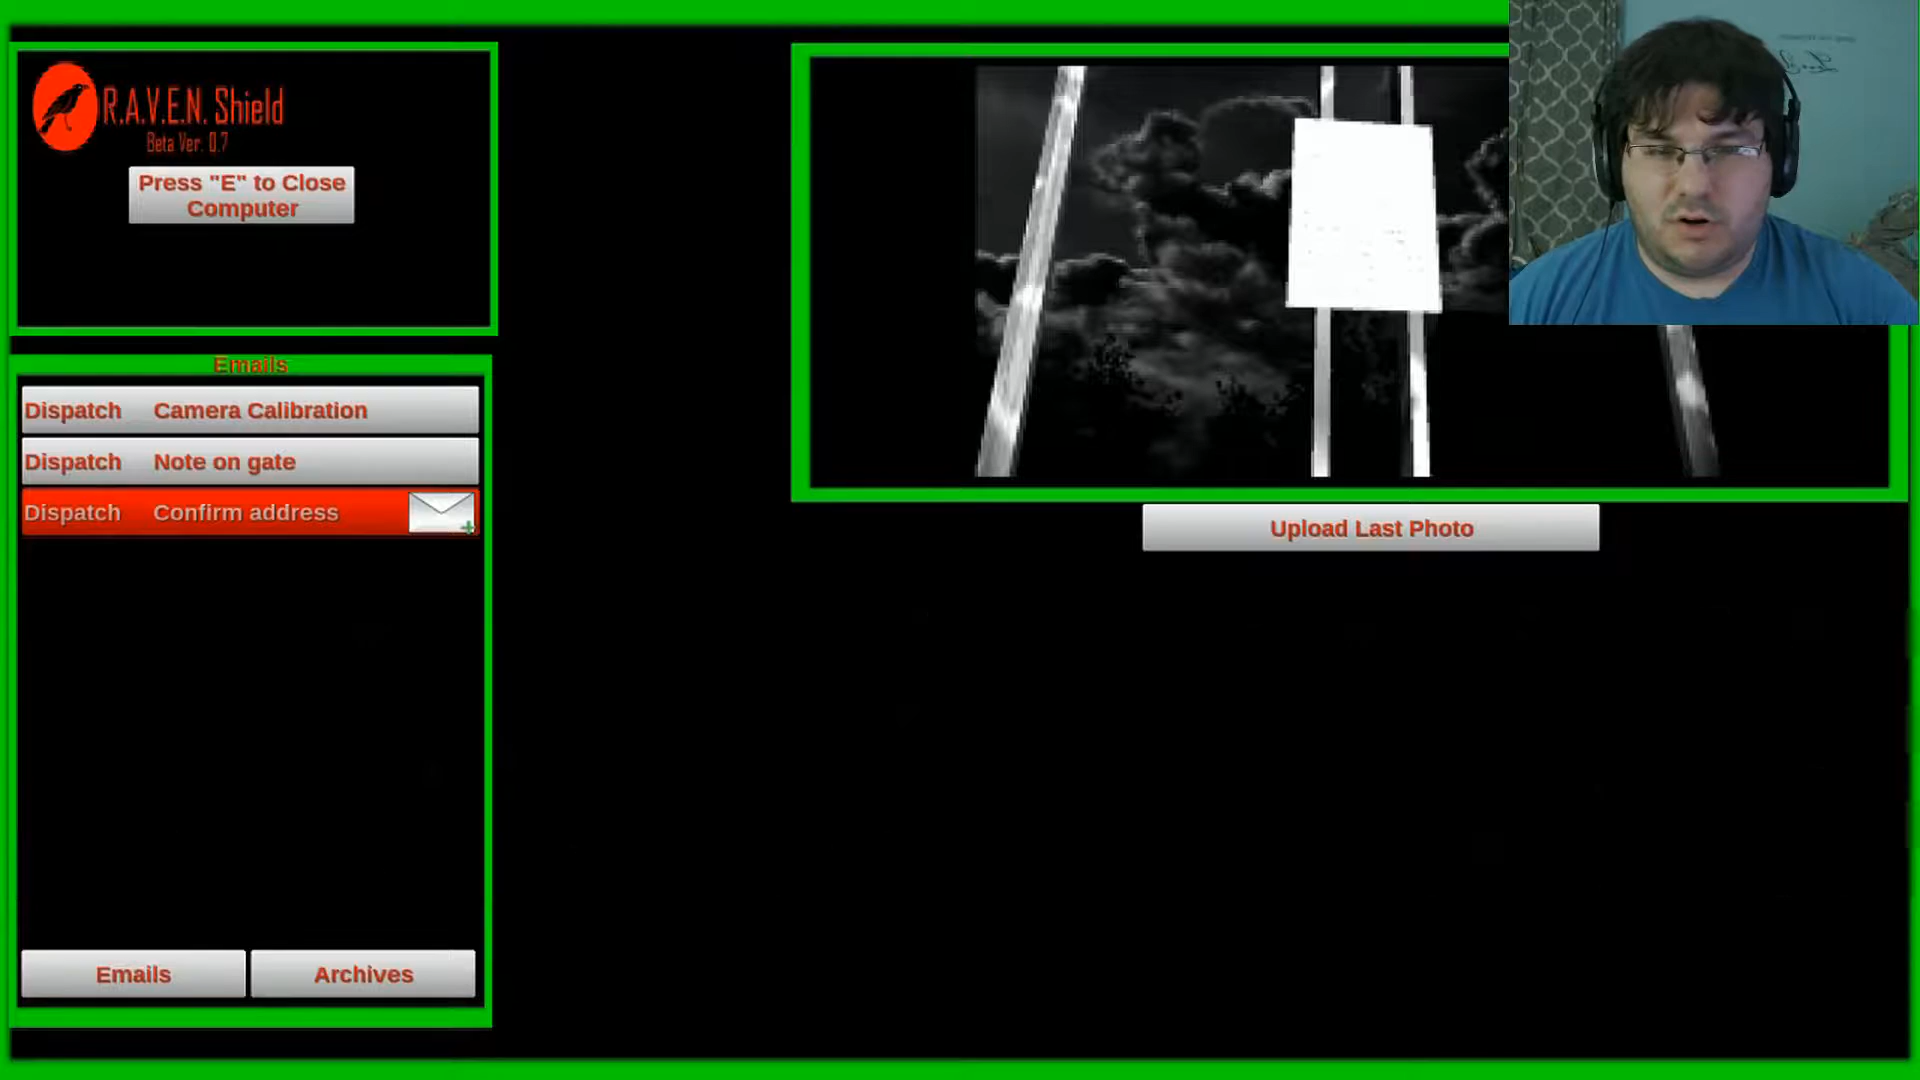 R.A.V.E.N. Shield
Beta Ver. 0.7
Press "E" to Close
Computer
Emails
Dispatch Camera Calibration
Dispatch Note on gate
Dispatch Confirm address
Upload Last Photo
Emails
Archives